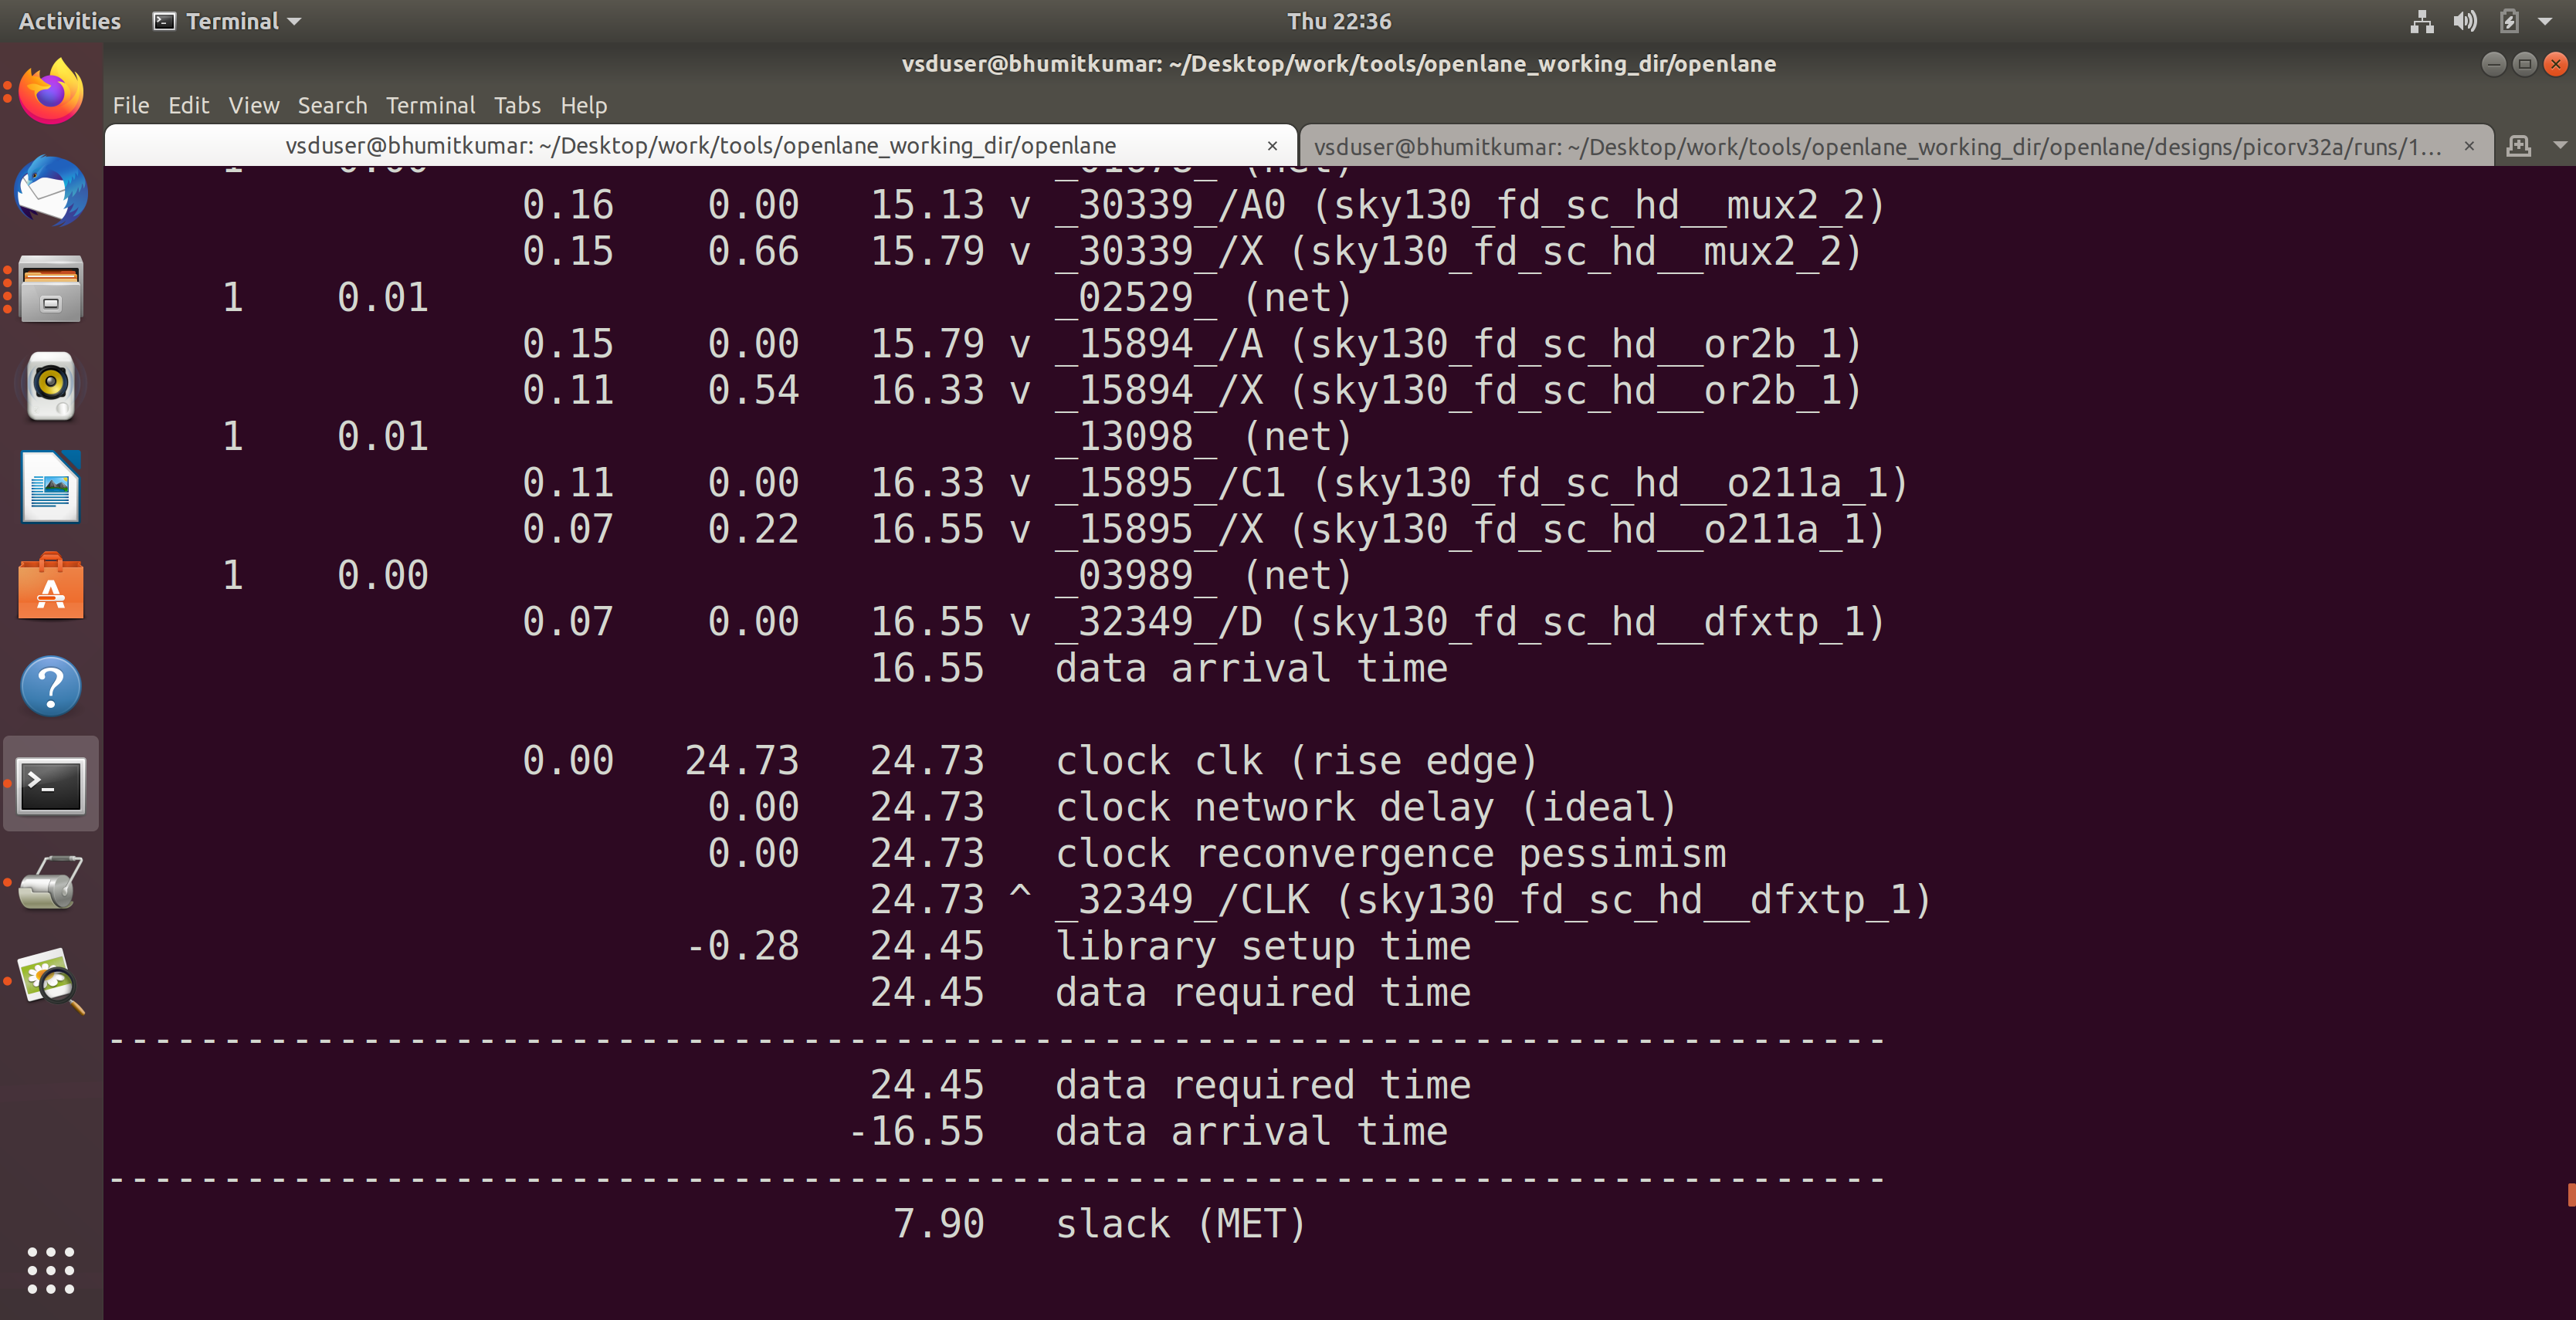 Activities Terminal Thu 22:36
vsduser@bhumitkumar: ~/Desktop/work/tools/openlane_working_dir/openlane
File Edit View Search Terminal Tabs Help
vsduser@bhumitkumar: ~/Desktop/work/tools/openlane_working_dir/openlane × vsduser@bhumitkumar: ~/Desktop/work/tools/openlane_working_dir/openlane/designs/picorv32a/runs/1... ×
0.16 0.00 15.13 v _30339_/A0 (sky130_fd_sc_hd__mux2_2)
0.15 0.66 15.79 v _30339_/X (sky130_fd_sc_hd__mux2_2)
1 0.01 _02529_ (net)
0.15 0.00 15.79 v _15894_/A (sky130_fd_sc_hd__or2b_1)
0.11 0.54 16.33 v _15894_/X (sky130_fd_sc_hd__or2b_1)
1 0.01 _13098_ (net)
0.11 0.00 16.33 v _15895_/C1 (sky130_fd_sc_hd__o211a_1)
0.07 0.22 16.55 v _15895_/X (sky130_fd_sc_hd__o211a_1)
1 0.00 _03989_ (net)
0.07 0.00 16.55 v _32349_/D (sky130_fd_sc_hd__dfxtp_1)
16.55 data arrival time
0.00 24.73 24.73 clock clk (rise edge)
0.00 24.73 clock network delay (ideal)
0.00 24.73 clock reconvergence pessimism
24.73 ^ _32349_/CLK (sky130_fd_sc_hd__dfxtp_1)
-0.28 24.45 library setup time
24.45 data required time
-----------------------------------------------------------------------------
24.45 data required time
-16.55 data arrival time
-----------------------------------------------------------------------------
7.90 slack (MET)